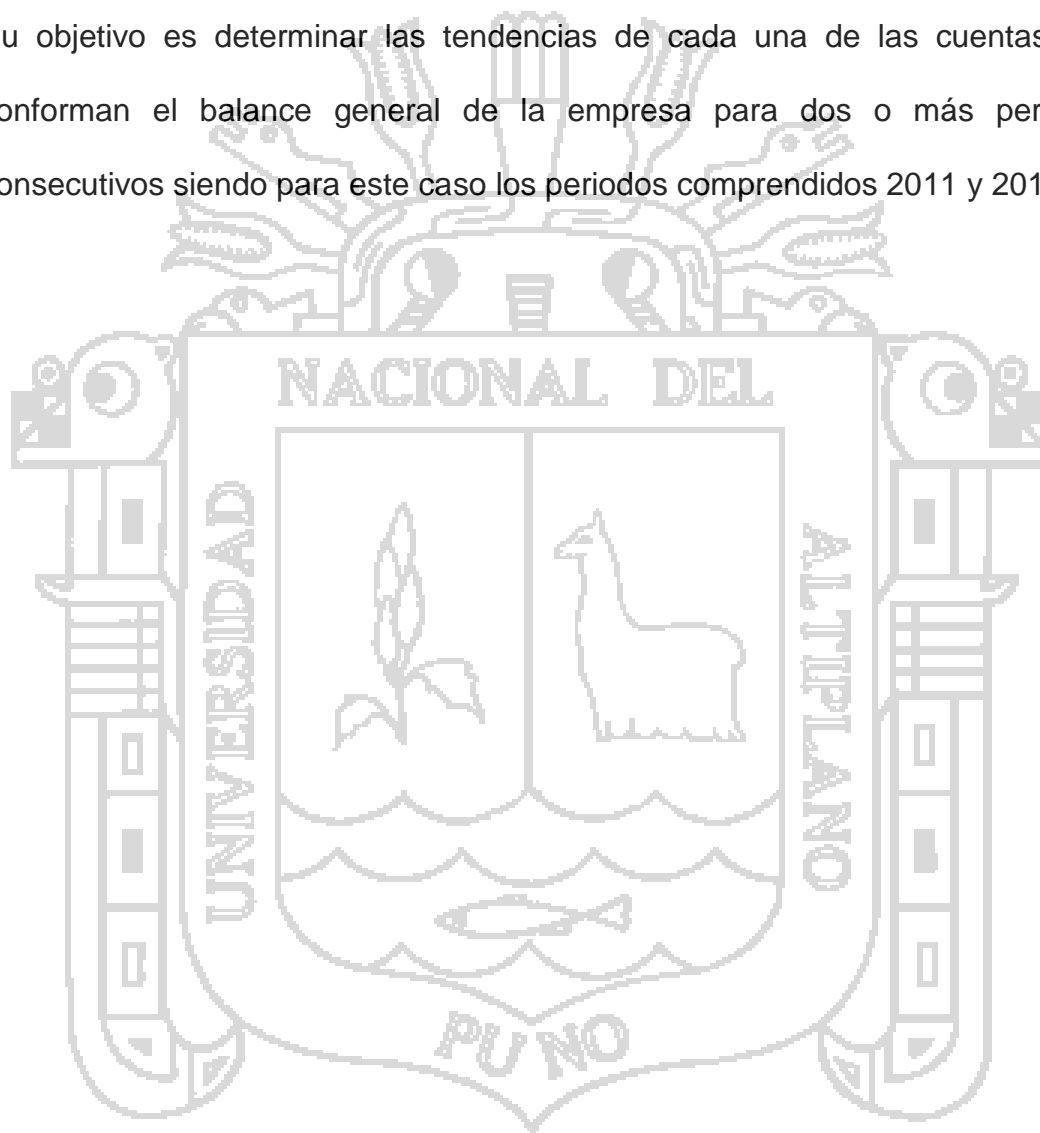 u objetivo es determinar las tendencias de cada una de las cuentas
onforman el balance general de la empresa para dos o más per
onsecutivos siendo para este caso los periodos comprendidos 2011 y 201
NACIONAL DEL
UNIVERSIDAD
ALTIPLANO
PUNO